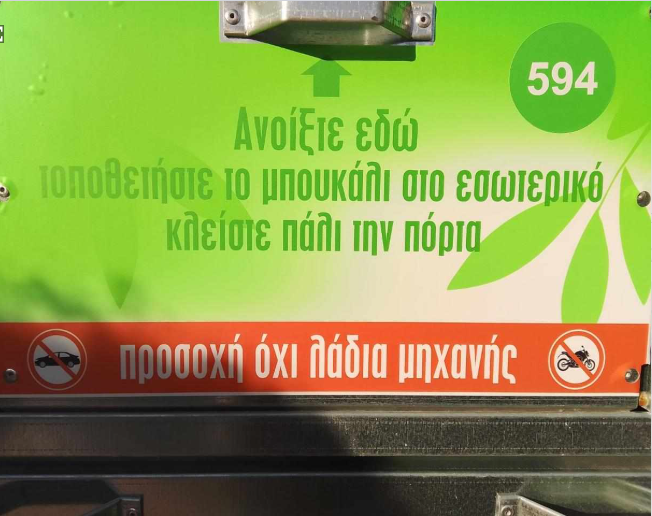 594
Ανοίξτε εδώ
τοποθετήστε το μπουκάλι στο εσωτερικό
κλείστε πάλι την πόρτα
προσοχή όχι λάδια μηχανής